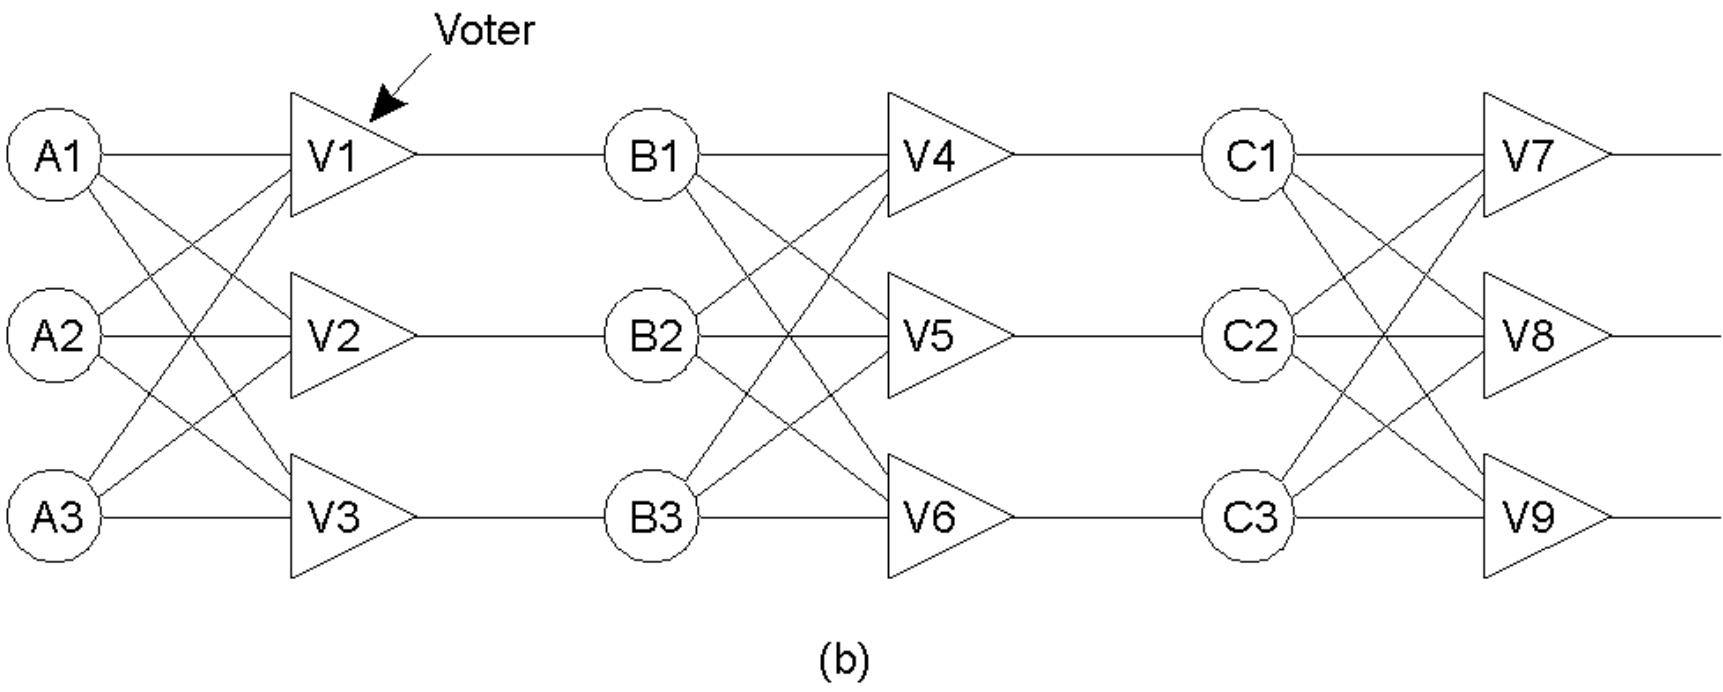 Voter
A1 V1 B1 V4 C1 V7
A2 V2 B2 V5 C2 V8
A3 V3 B3 V6 C3 V9
(b)